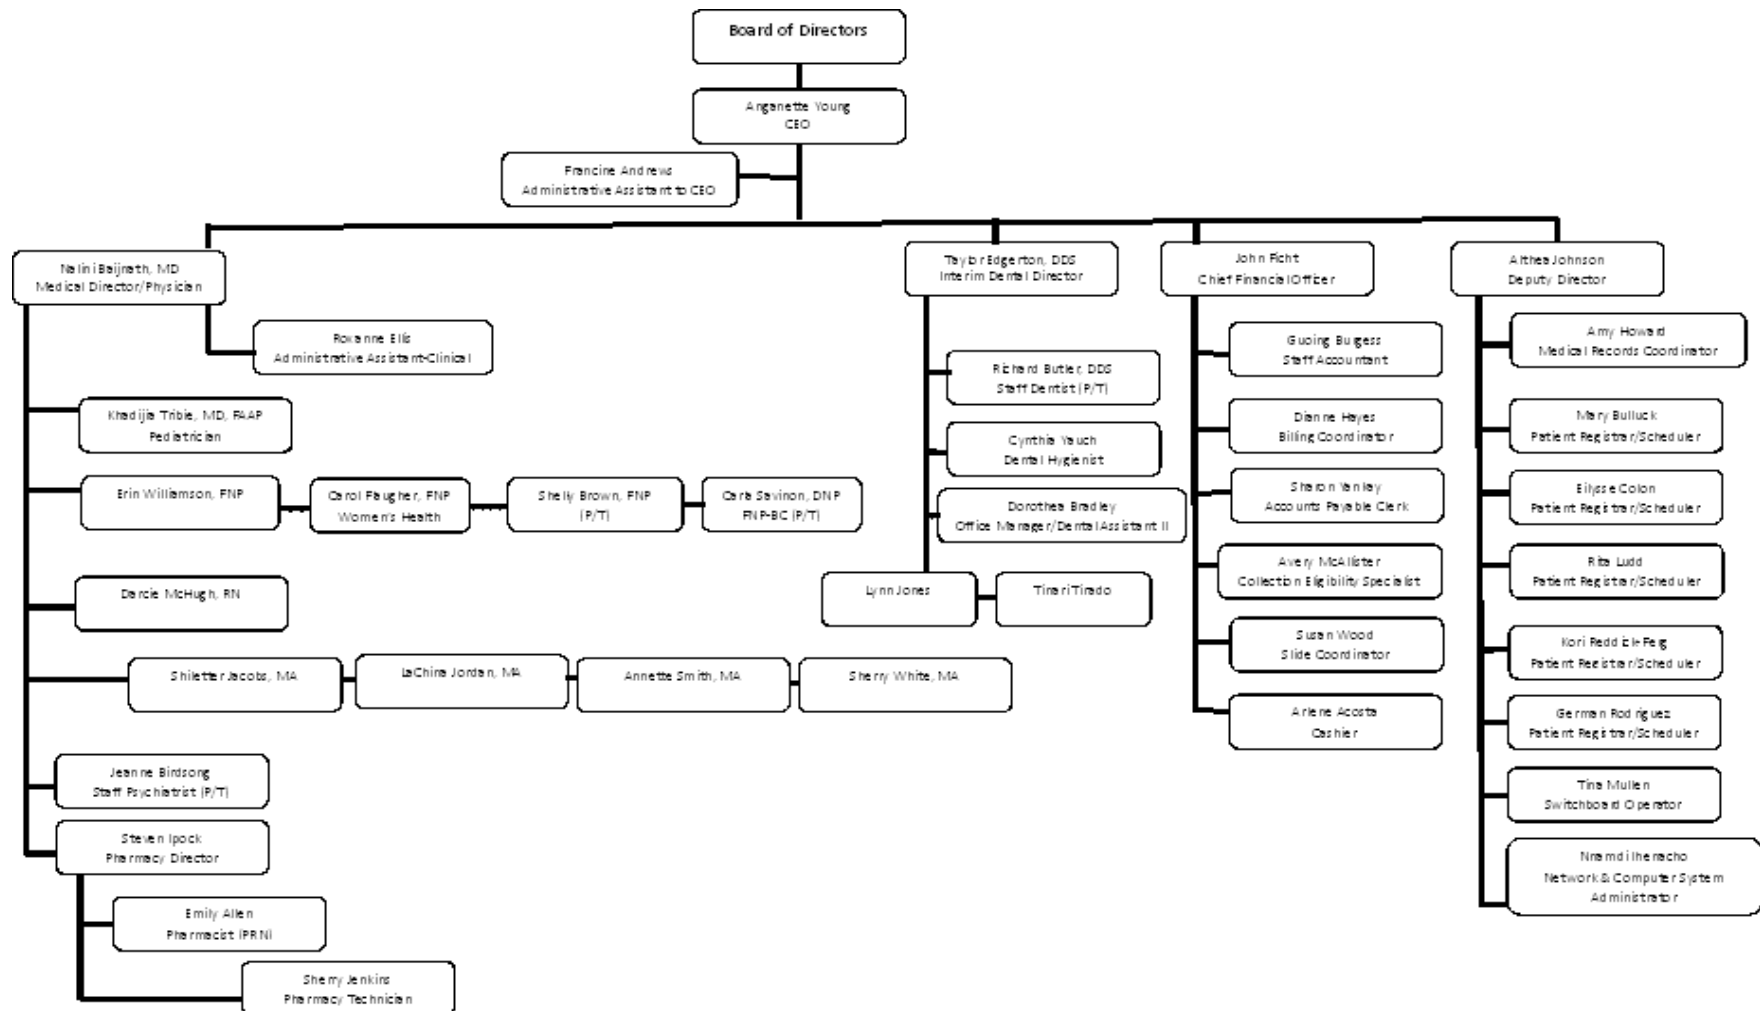 Board of Directors
Anganette Young
CEO
Francine Andrews
Administrative Assistant to CEO
Nalini Baijnath, MD
Medical Director/Physician
Roxanne Ellis
Administrative Assistant-Clinical
Khadijia Tribie, MD, FAAP
Pediatrician
Erin Williamson, FNP
Carol Faugher, FNP
Women's Health
Shelly Brown, FNP
(P/T)
Carla Savinon, DNP
FNP-BC (P/T)
Darcie McHugh, RN
Shiletter Jacobs, MA
LaChina Jordan, MA
Annette Smith, MA
Sherry White, MA
Jeanne Birdsong
Staff Psychiatrist (P/T)
Steven Ipock
Pharmacy Director
Emily Allen
Pharmacist (PRN)
Sherry Jenkins
Pharmacy Technician
Taylor Edgerton, DDS
Interim Dental Director
Richard Butler, DDS
Staff Dentist (P/T)
Cynthia Yauch
Dental Hygienist
Dorothea Bradley
Office Manager/Dental Assistant II
Lynn Jones
Tinari Tirado
John Ficht
Chief Financial Officer
Guoing Burgess
Staff Accountant
Dianne Hayes
Billing Coordinator
Sharon Yankay
Accounts Payable Clerk
Avery McAllister
Collection Eligibility Specialist
Susan Wood
Slide Coordinator
Arlene Acosta
Cashier
Althea Johnson
Deputy Director
Amy Howard
Medical Records Coordinator
Mary Bulluck
Patient Registrar/Scheduler
Eilysse Colon
Patient Registrar/Scheduler
Rita Ludd
Patient Registrar/Scheduler
Kori Reddick-Ferg
Patient Registrar/Scheduler
German Rodriguez
Patient Registrar/Scheduler
Tina Mullen
Switchboard Operator
Nnamdi Iheracho
Network & Computer System
Administrator